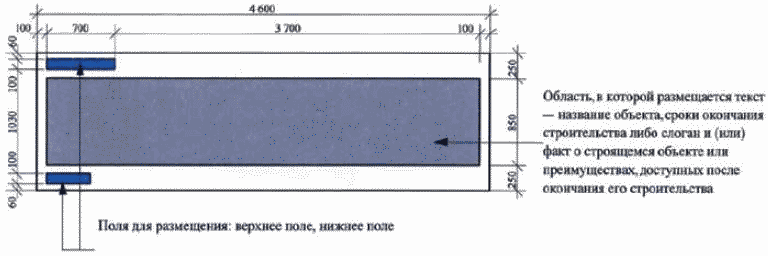 4 600
100 700 3 700 100
60
100
1030
100
60
250
850
250
Область, в которой размещается текст
— название объекта, сроки окончания
строительства либо слоган и (или)
факт о строящемся объекте или
преимуществах, доступных после
окончания его строительства
Поля для размещения: верхнее поле, нижнее поле